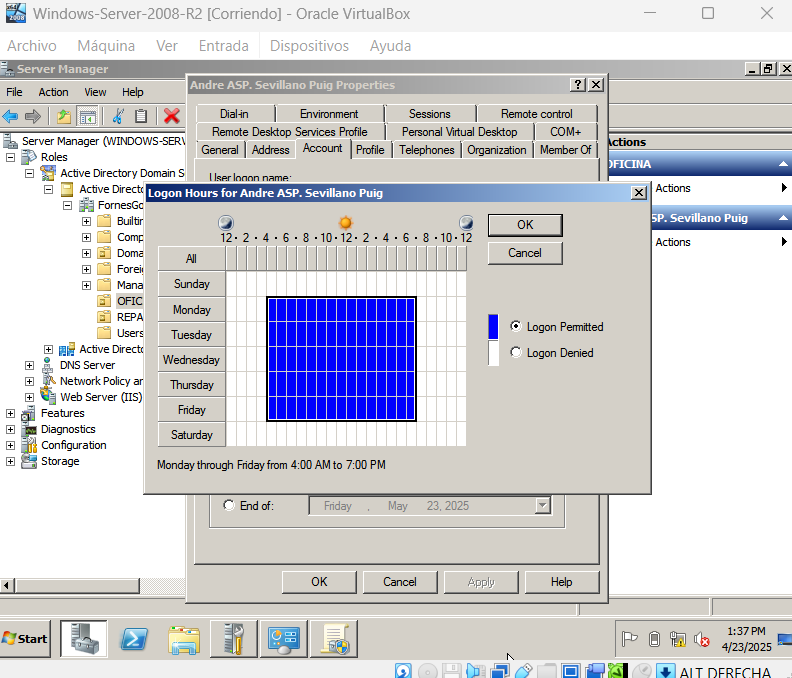 Windows-Server-2008-R2 [Corriendo] - Oracle VirtualBox
Archivo Máquina Ver Entrada Dispositivos Ayuda
Server Manager
File Action View Help
Server Manager (WINDOWS-SERV
Roles
Active Directory Domain S
Active Directo
FornesGo
Builtin
Comp
Doma
Foreig
Mana
OFIC
REPA
Users
Active Directo
DNS Server
Network Policy an
Web Server (IIS)
Features
Diagnostics
Configuration
Storage
Andre ASP. Sevillano Puig Properties
Dial-in Environment Sessions Remote control
Remote Desktop Services Profile Personal Virtual Desktop COM+
General Address Account Profile Telephones Organization Member Of
User logon name:
Logon Hours for Andre ASP. Sevillano Puig
12 · 2 · 4 · 6 · 8 · 10 · 12 · 2 · 4 · 6 · 8 · 10 · 12
All
Sunday
Monday
Tuesday
Wednesday
Thursday
Friday
Saturday
OK
Cancel
Logon Permitted
Logon Denied
Monday through Friday from 4:00 AM to 7:00 PM
End of: Friday , May 23, 2025
OK Cancel Apply Help
Actions
OFICINA
Actions
SP. Sevillano Puig
Actions
Start
1:37 PM
4/23/2025
ALT DERECHA